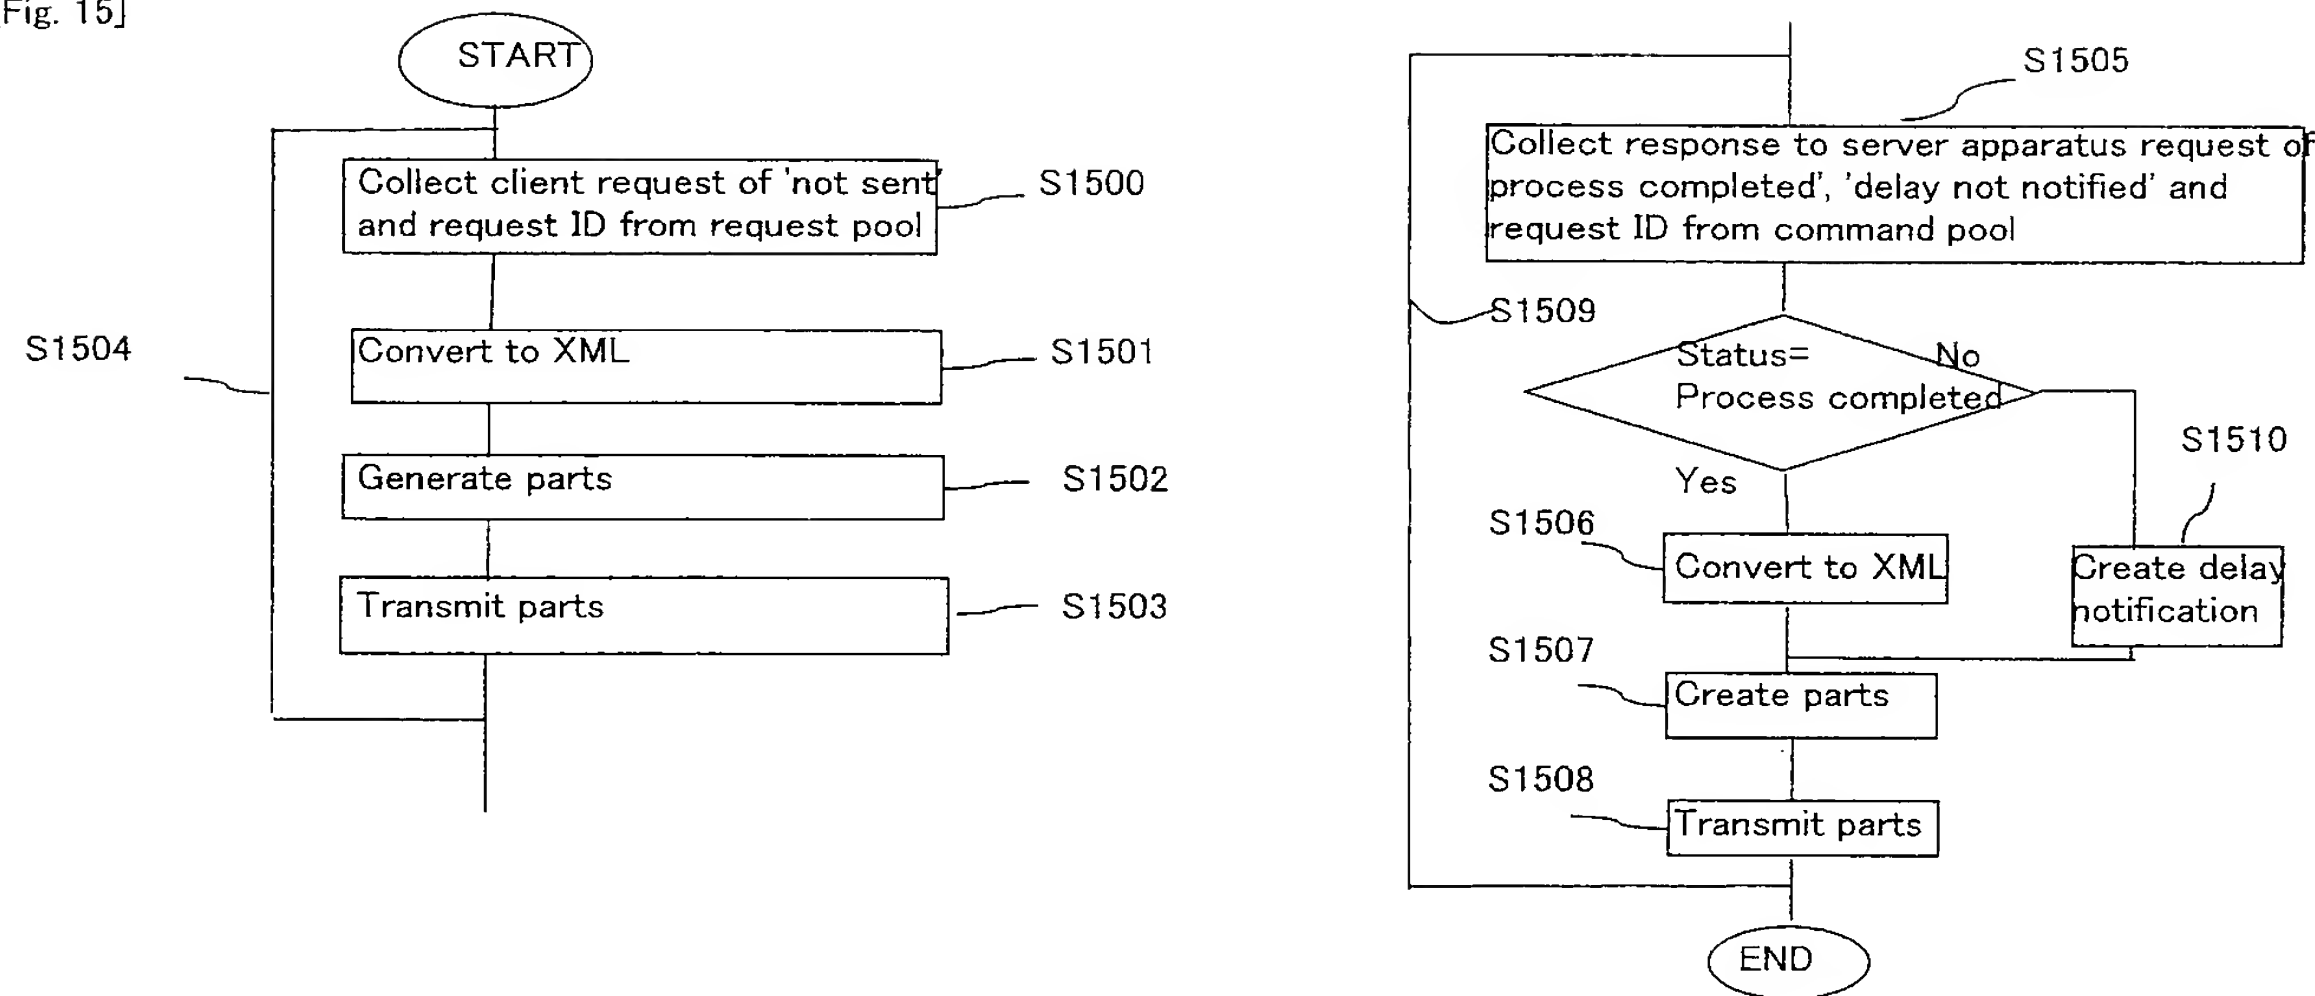 Fig. 15]
START
Collect client request of 'not sent'
and request ID from request pool
S1500
S1504
Convert to XML
S1501
Generate parts
S1502
Transmit parts
S1503
S1505
Collect response to server apparatus request of
process completed', 'delay not notified' and
request ID from command pool
S1509
Status=
Process completed
No
Yes
S1510
S1506
Convert to XML
Create delay
notification
S1507
Create parts
S1508
Transmit parts
END